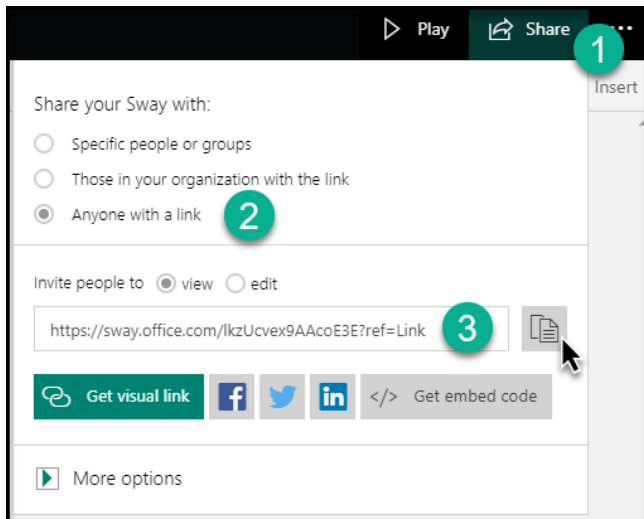 Play
Share
1
Insert
Share your Sway with:
Specific people or groups
Those in your organization with the link
Anyone with a link
2
Invite people to view edit
https://sway.office.com/lkzUcvex9AAcoE3E?ref=Link
3
Get visual link
f
in
</> Get embed code
More options